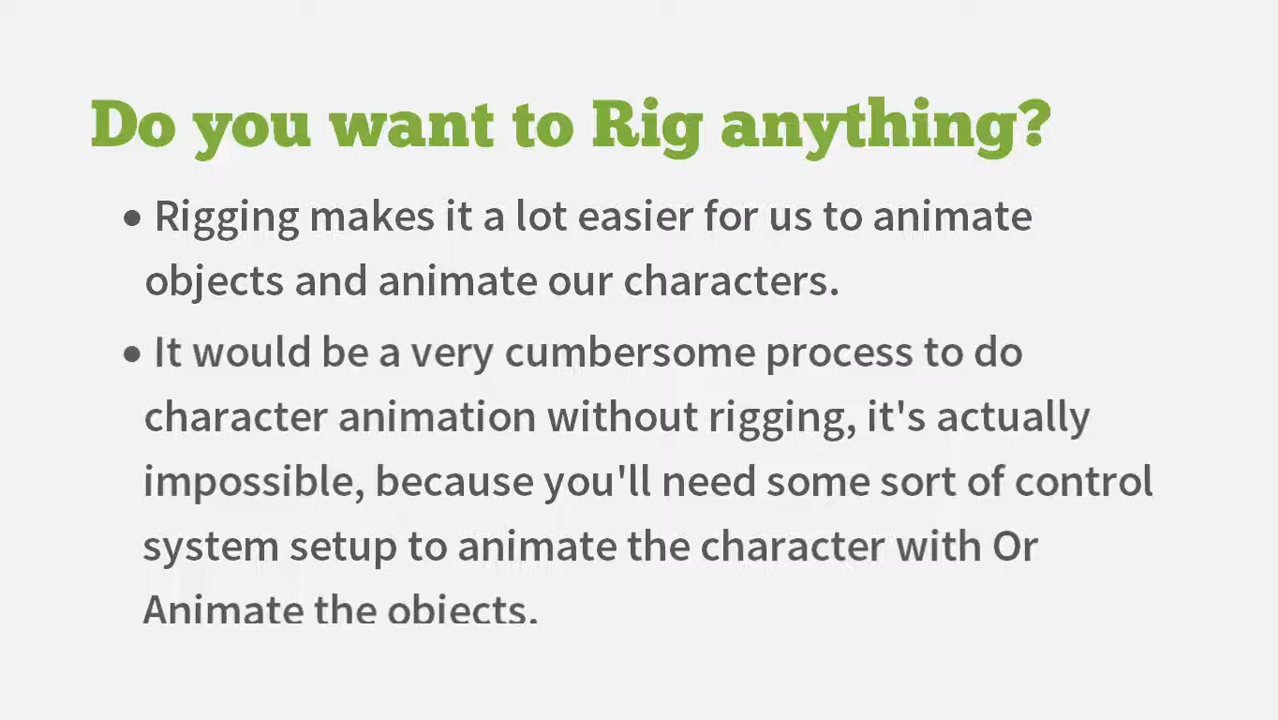 Do you want to Rig anything?
• Rigging makes it a lot easier for us to animate
objects and animate our characters.
• It would be a very cumbersome process to do
character animation without rigging, it's actually
impossible, because you'll need some sort of control
system setup to animate the character with Or
Animate the objects.